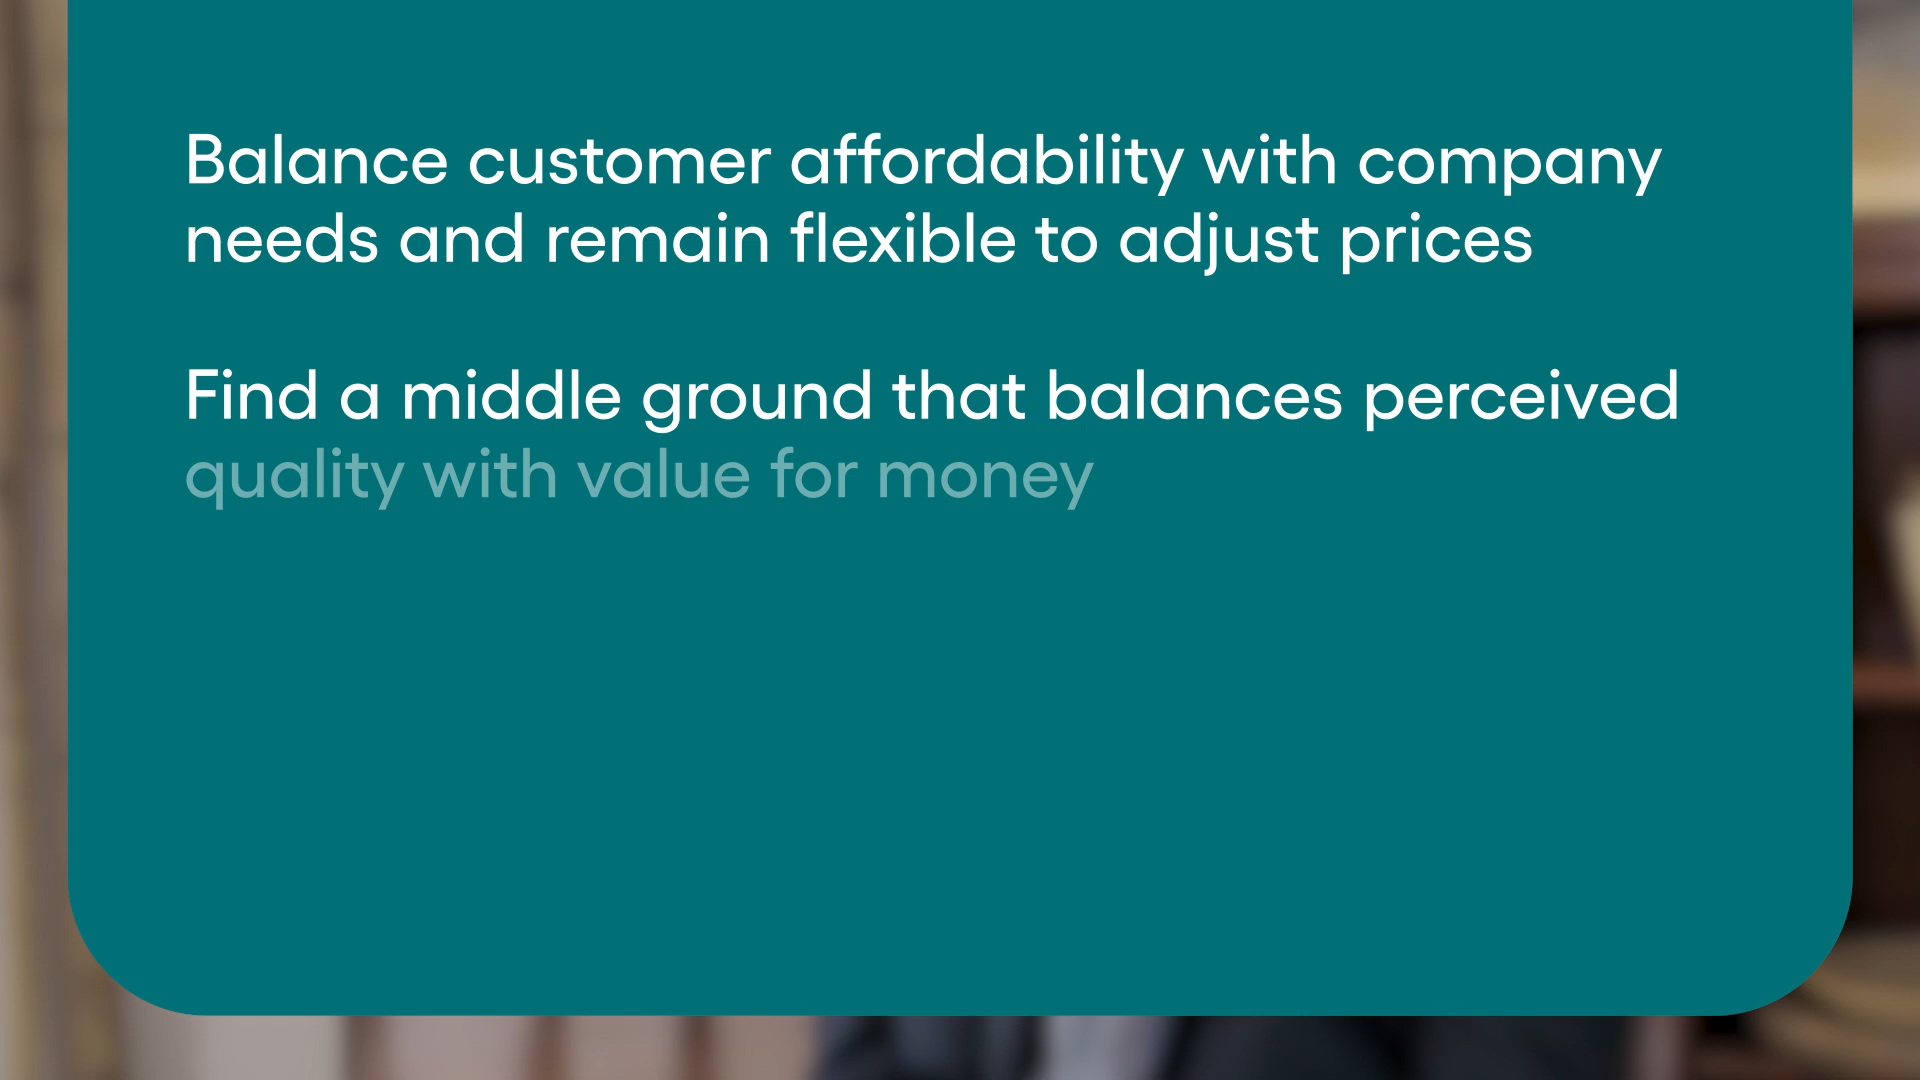 Balance customer affordability with company
needs and remain flexible to adjust prices
Find a middle ground that balances perceived
quality with value for money